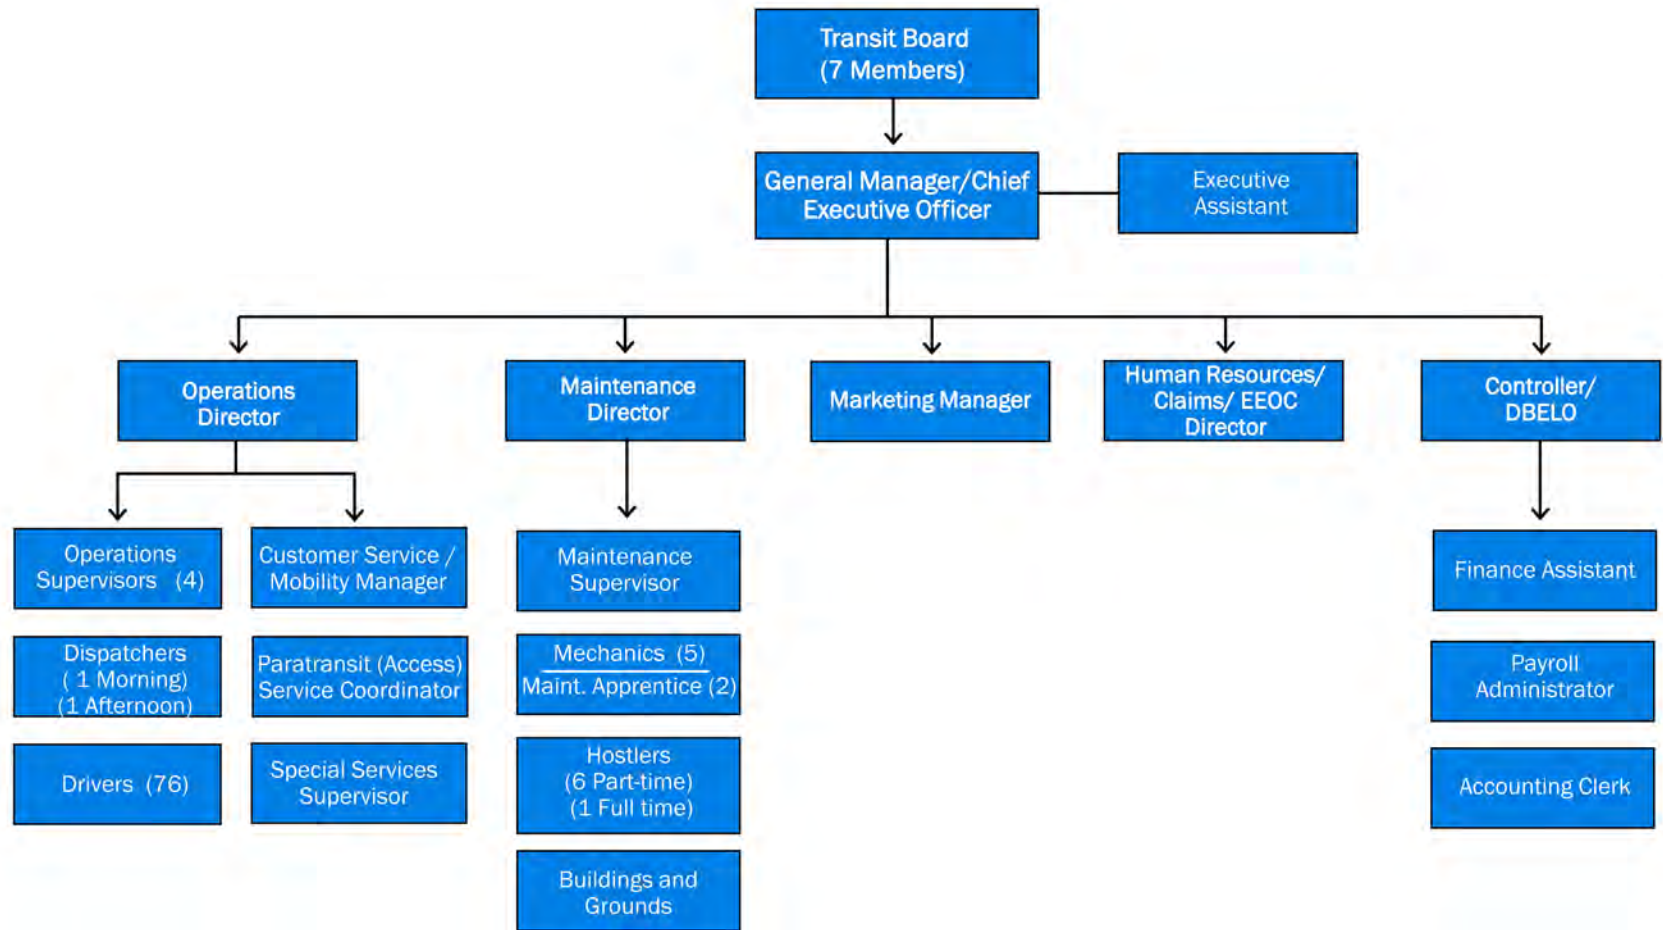 Transit Board
(7 Members)
General Manager/Chief
Executive Officer
Executive
Assistant
Operations
Director
Maintenance
Director
Marketing Manager
Human Resources/
Claims/ EEOC
Director
Controller/
DBELO
Operations
Supervisors (4)
Customer Service /
Mobility Manager
Maintenance
Supervisor
Finance Assistant
Dispatchers
( 1 Morning)
(1 Afternoon)
Paratransit (Access)
Service Coordinator
Mechanics (5)
Maint. Apprentice (2)
Payroll
Administrator
Drivers (76)
Special Services
Supervisor
Hostlers
(6 Part-time)
(1 Full time)
Accounting Clerk
Buildings and
Grounds